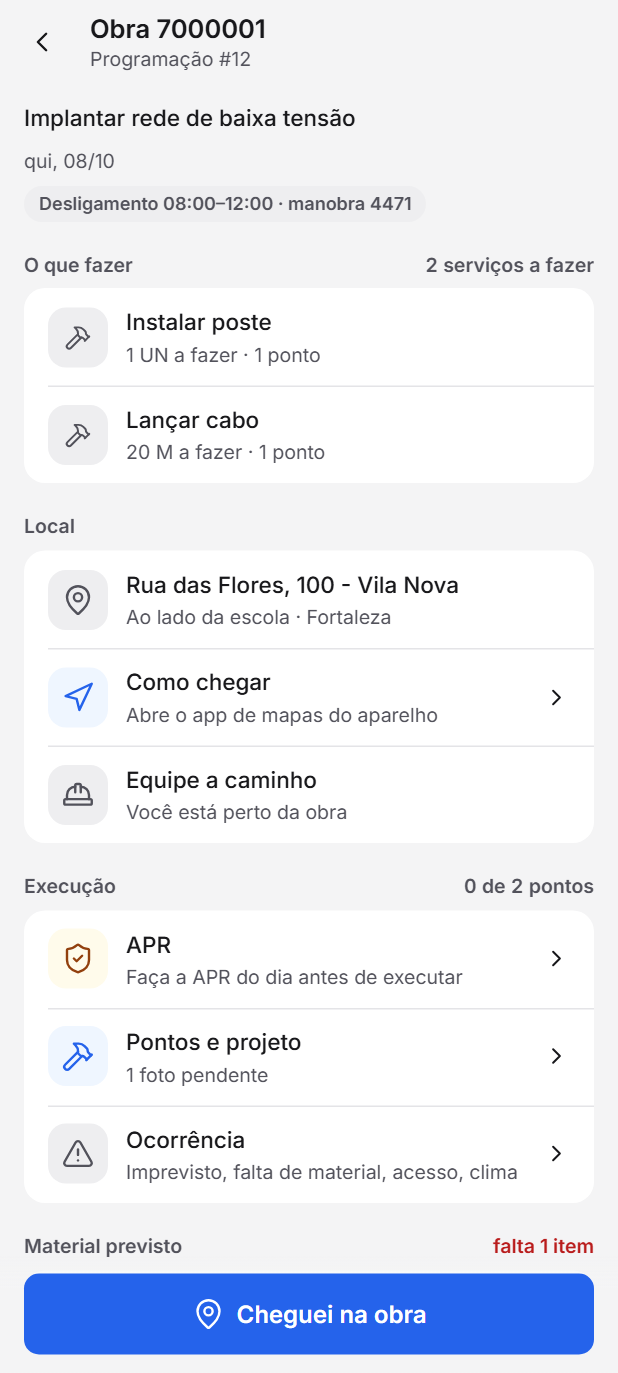 Obra 7000001
Programação #12
Implantar rede de baixa tensão
qui, 08/10
Desligamento 08:00–12:00 · manobra 4471
O que fazer
2 serviços a fazer
Instalar poste
1 UN a fazer · 1 ponto
Lançar cabo
20 M a fazer · 1 ponto
Local
Rua das Flores, 100 - Vila Nova
Ao lado da escola · Fortaleza
Como chegar
Abre o app de mapas do aparelho
Equipe a caminho
Você está perto da obra
Execução
0 de 2 pontos
APR
Faça a APR do dia antes de executar
Pontos e projeto
1 foto pendente
Ocorrência
Imprevisto, falta de material, acesso, clima
Material previsto
falta 1 item
Cheguei na obra